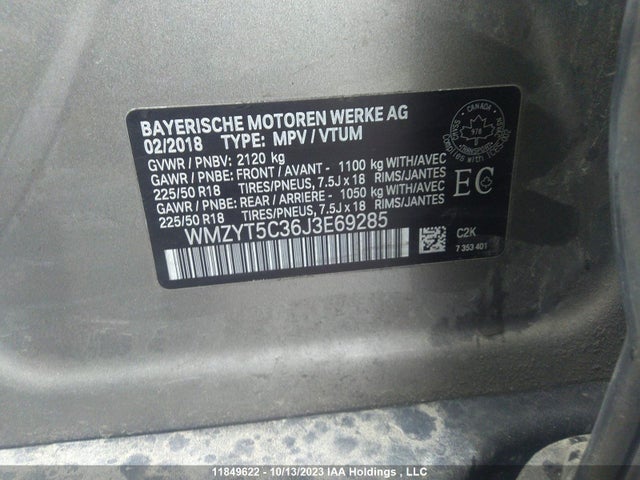 BAYERISCHE MOTOREN WERKE AG
02/2018 TYPE: MPV / VTUM
GVWR / PNBV: 2120 kg
GAWR / PNBE: FRONT / AVANT - 1100 kg WITH/AVEC
225/50 R18 TIRES/PNEUS, 7.5J x 18 RIMS/JANTES
GAWR / PNBE: REAR / ARRIERE - 1050 kg WITH/AVEC
225/50 R18 TIRES/PNEUS, 7.5J x 18 RIMS/JANTES
WMZYT5C36J3E69285
CANADA
978
EC
C2K
7 353 401
11849622 - 10/13/2023 IAA Holdings , LLC